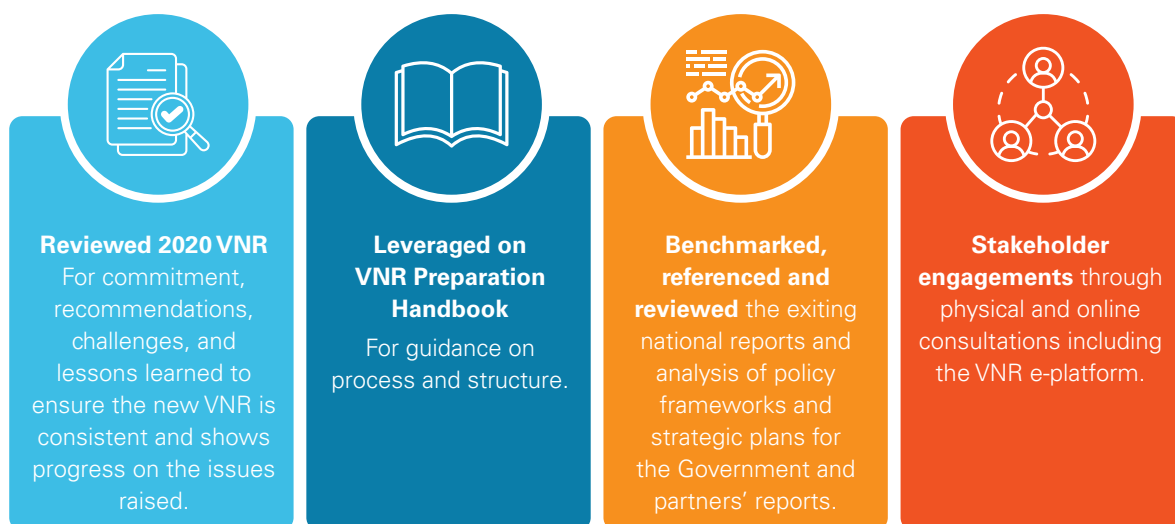 Reviewed 2020 VNR
For commitment,
recommendations,
challenges, and
lessons learned to
ensure the new VNR is
consistent and shows
progress on the issues
raised.
Leveraged on
VNR Preparation
Handbook
For guidance on
process and structure.
Benchmarked,
referenced and
reviewed the exiting
national reports and
analysis of policy
frameworks and
strategic plans for
the Government and
partners’ reports.
Stakeholder
engagements through
physical and online
consultations including
the VNR e-platform.